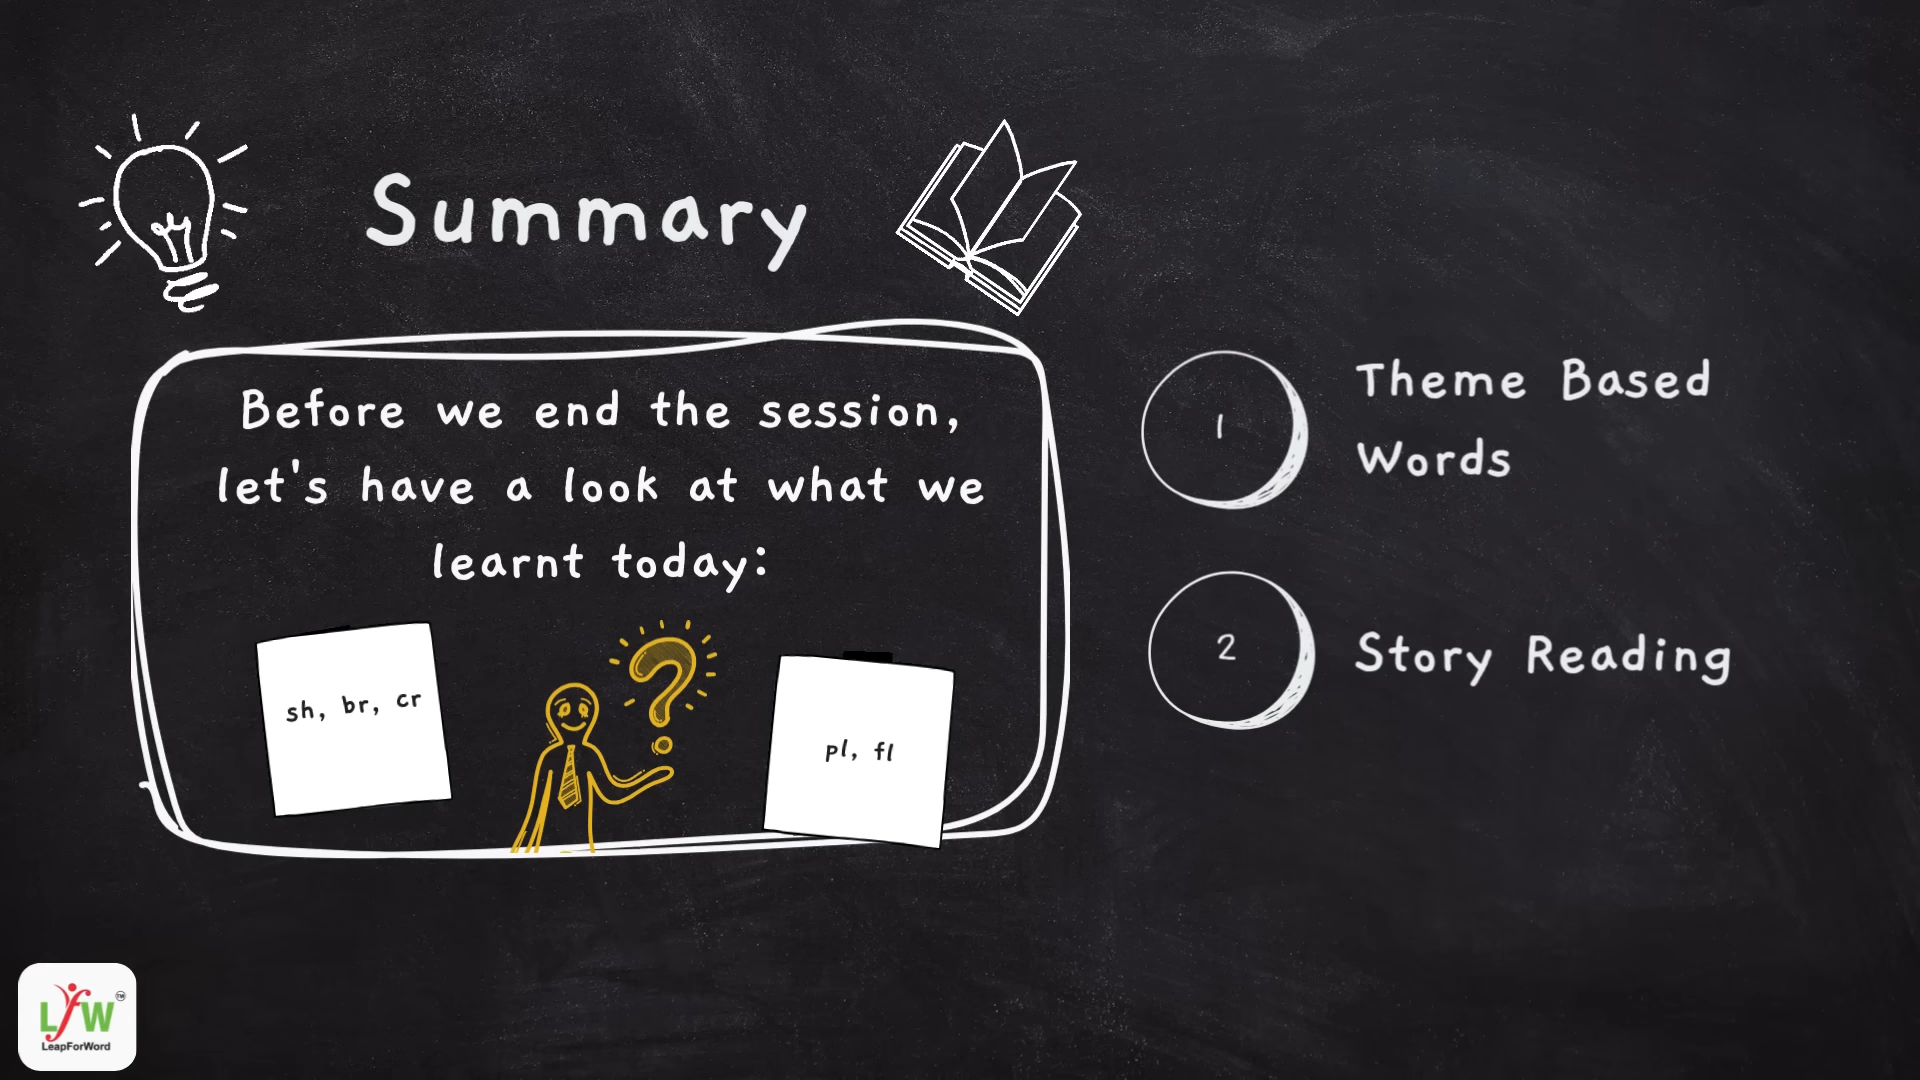 Summary
Before we end the session,
let's have a look at what we
learnt today:
sh, br, cr
pl, fl
1
Theme Based
Words
2
Story Reading
LfW TM
LeapForWord